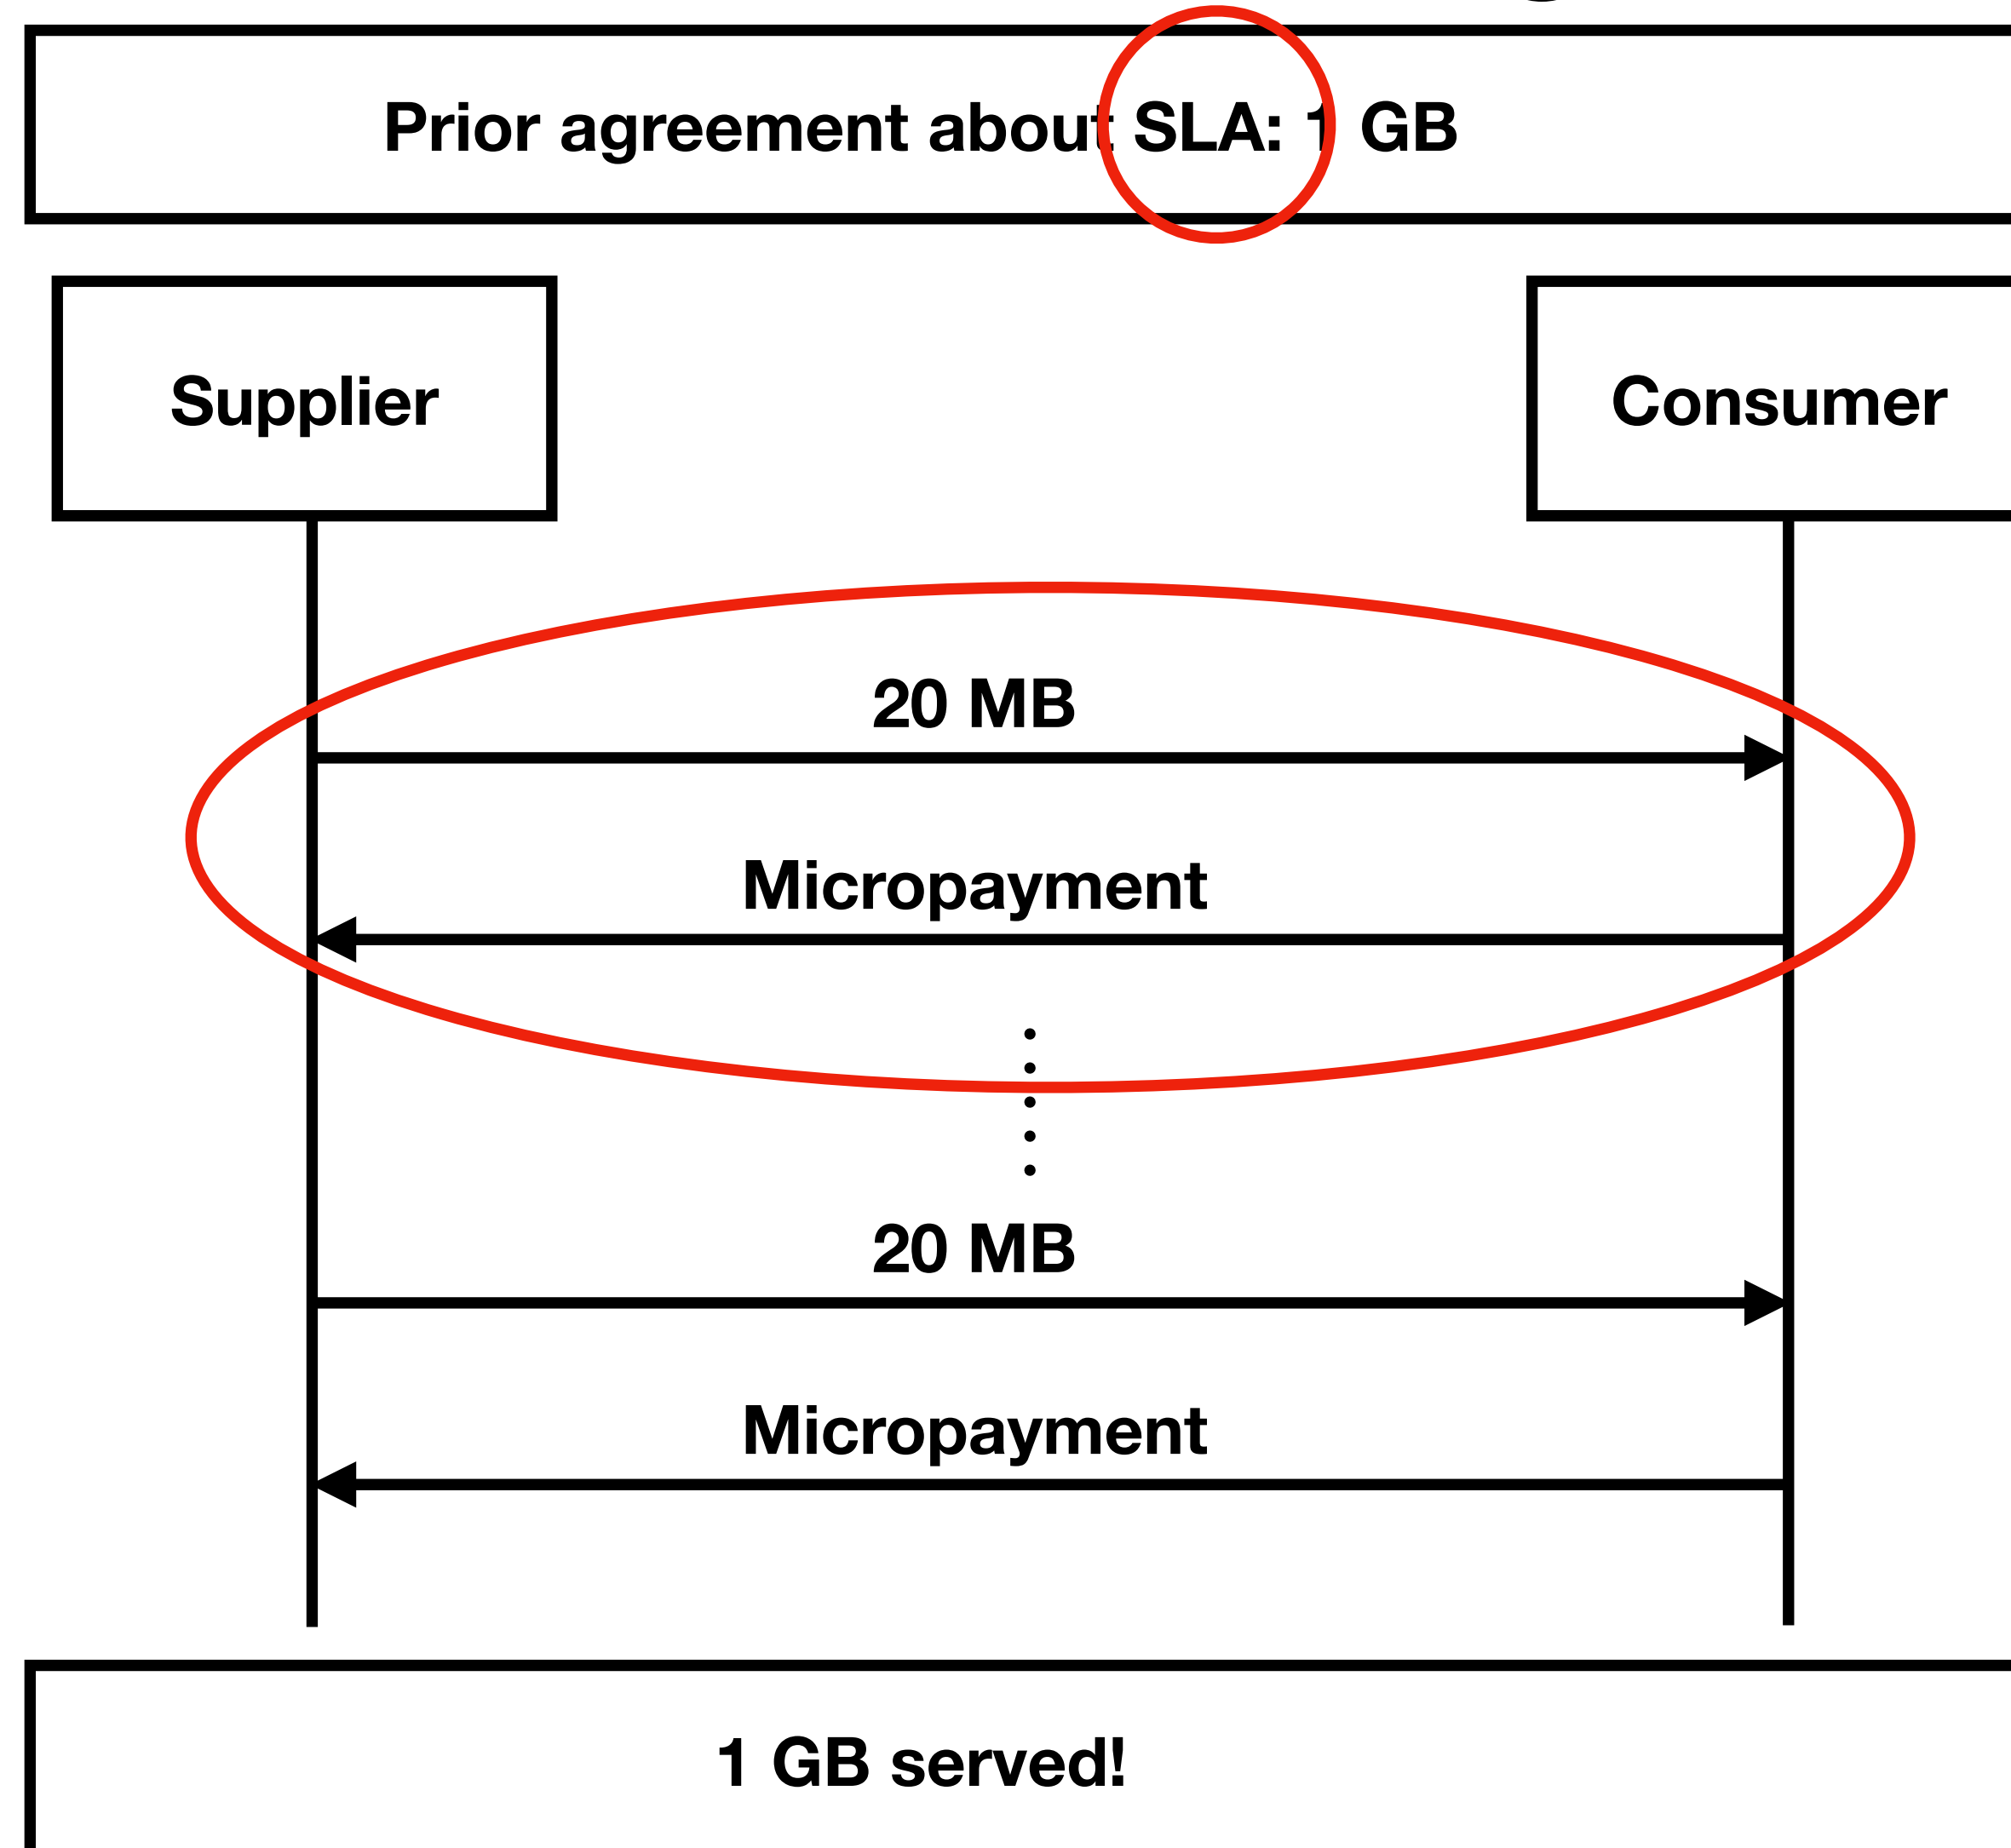 Prior agreement about SLA: 1 GB
Supplier
Consumer
20 MB
Micropayment
20 MB
Micropayment
1 GB served!